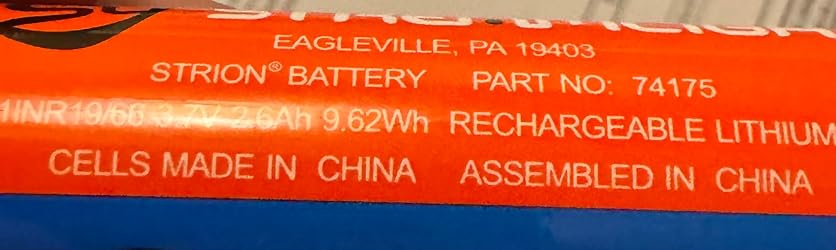 EAGLEVILLE, PA 19403
STRION® BATTERY PART NO: 74175
1INR19/66 3.7V 2.6Ah 9.62Wh RECHARGEABLE LITHIUM
CELLS MADE IN CHINA ASSEMBLED IN CHINA